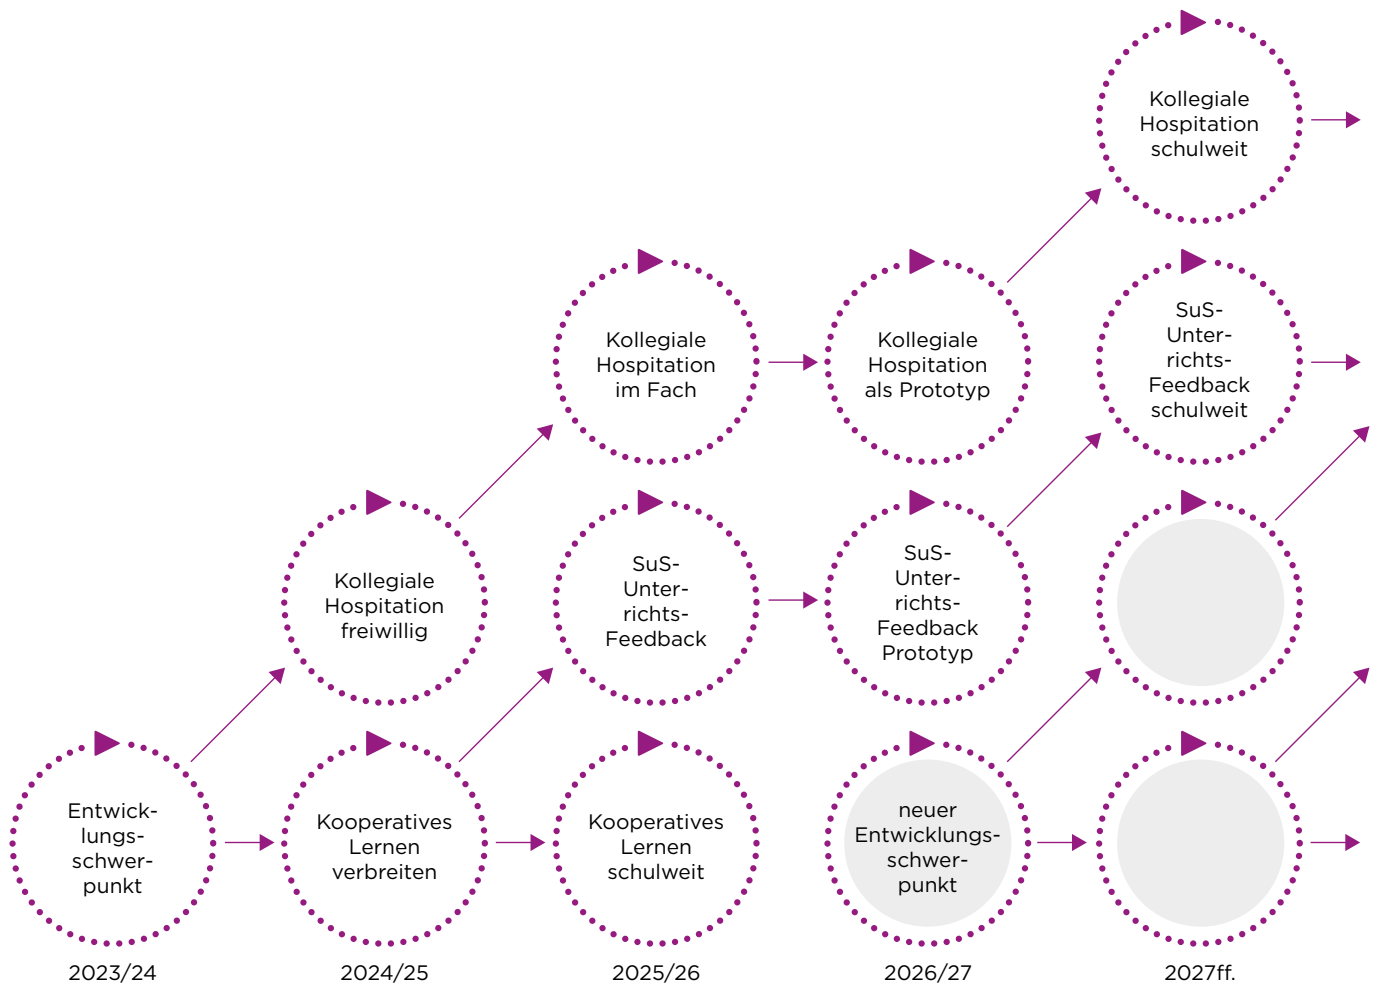 Kollegiale
Hospitation
schulweit
Kollegiale
Hospitation
im Fach
Kollegiale
Hospitation
als Prototyp
SuS-
Unter-
richts-
Feedback
schulweit
Kollegiale
Hospitation
freiwillig
SuS-
Unter-
richts-
Feedback
SuS-
Unter-
richts-
Feedback
Prototyp
Entwick-
lungs-
schwer-
punkt
Kooperatives
Lernen
verbreiten
Kooperatives
Lernen
schulweit
neuer
Entwicklungs-
schwer-
punkt
2023/24
2024/25
2025/26
2026/27
2027ff.